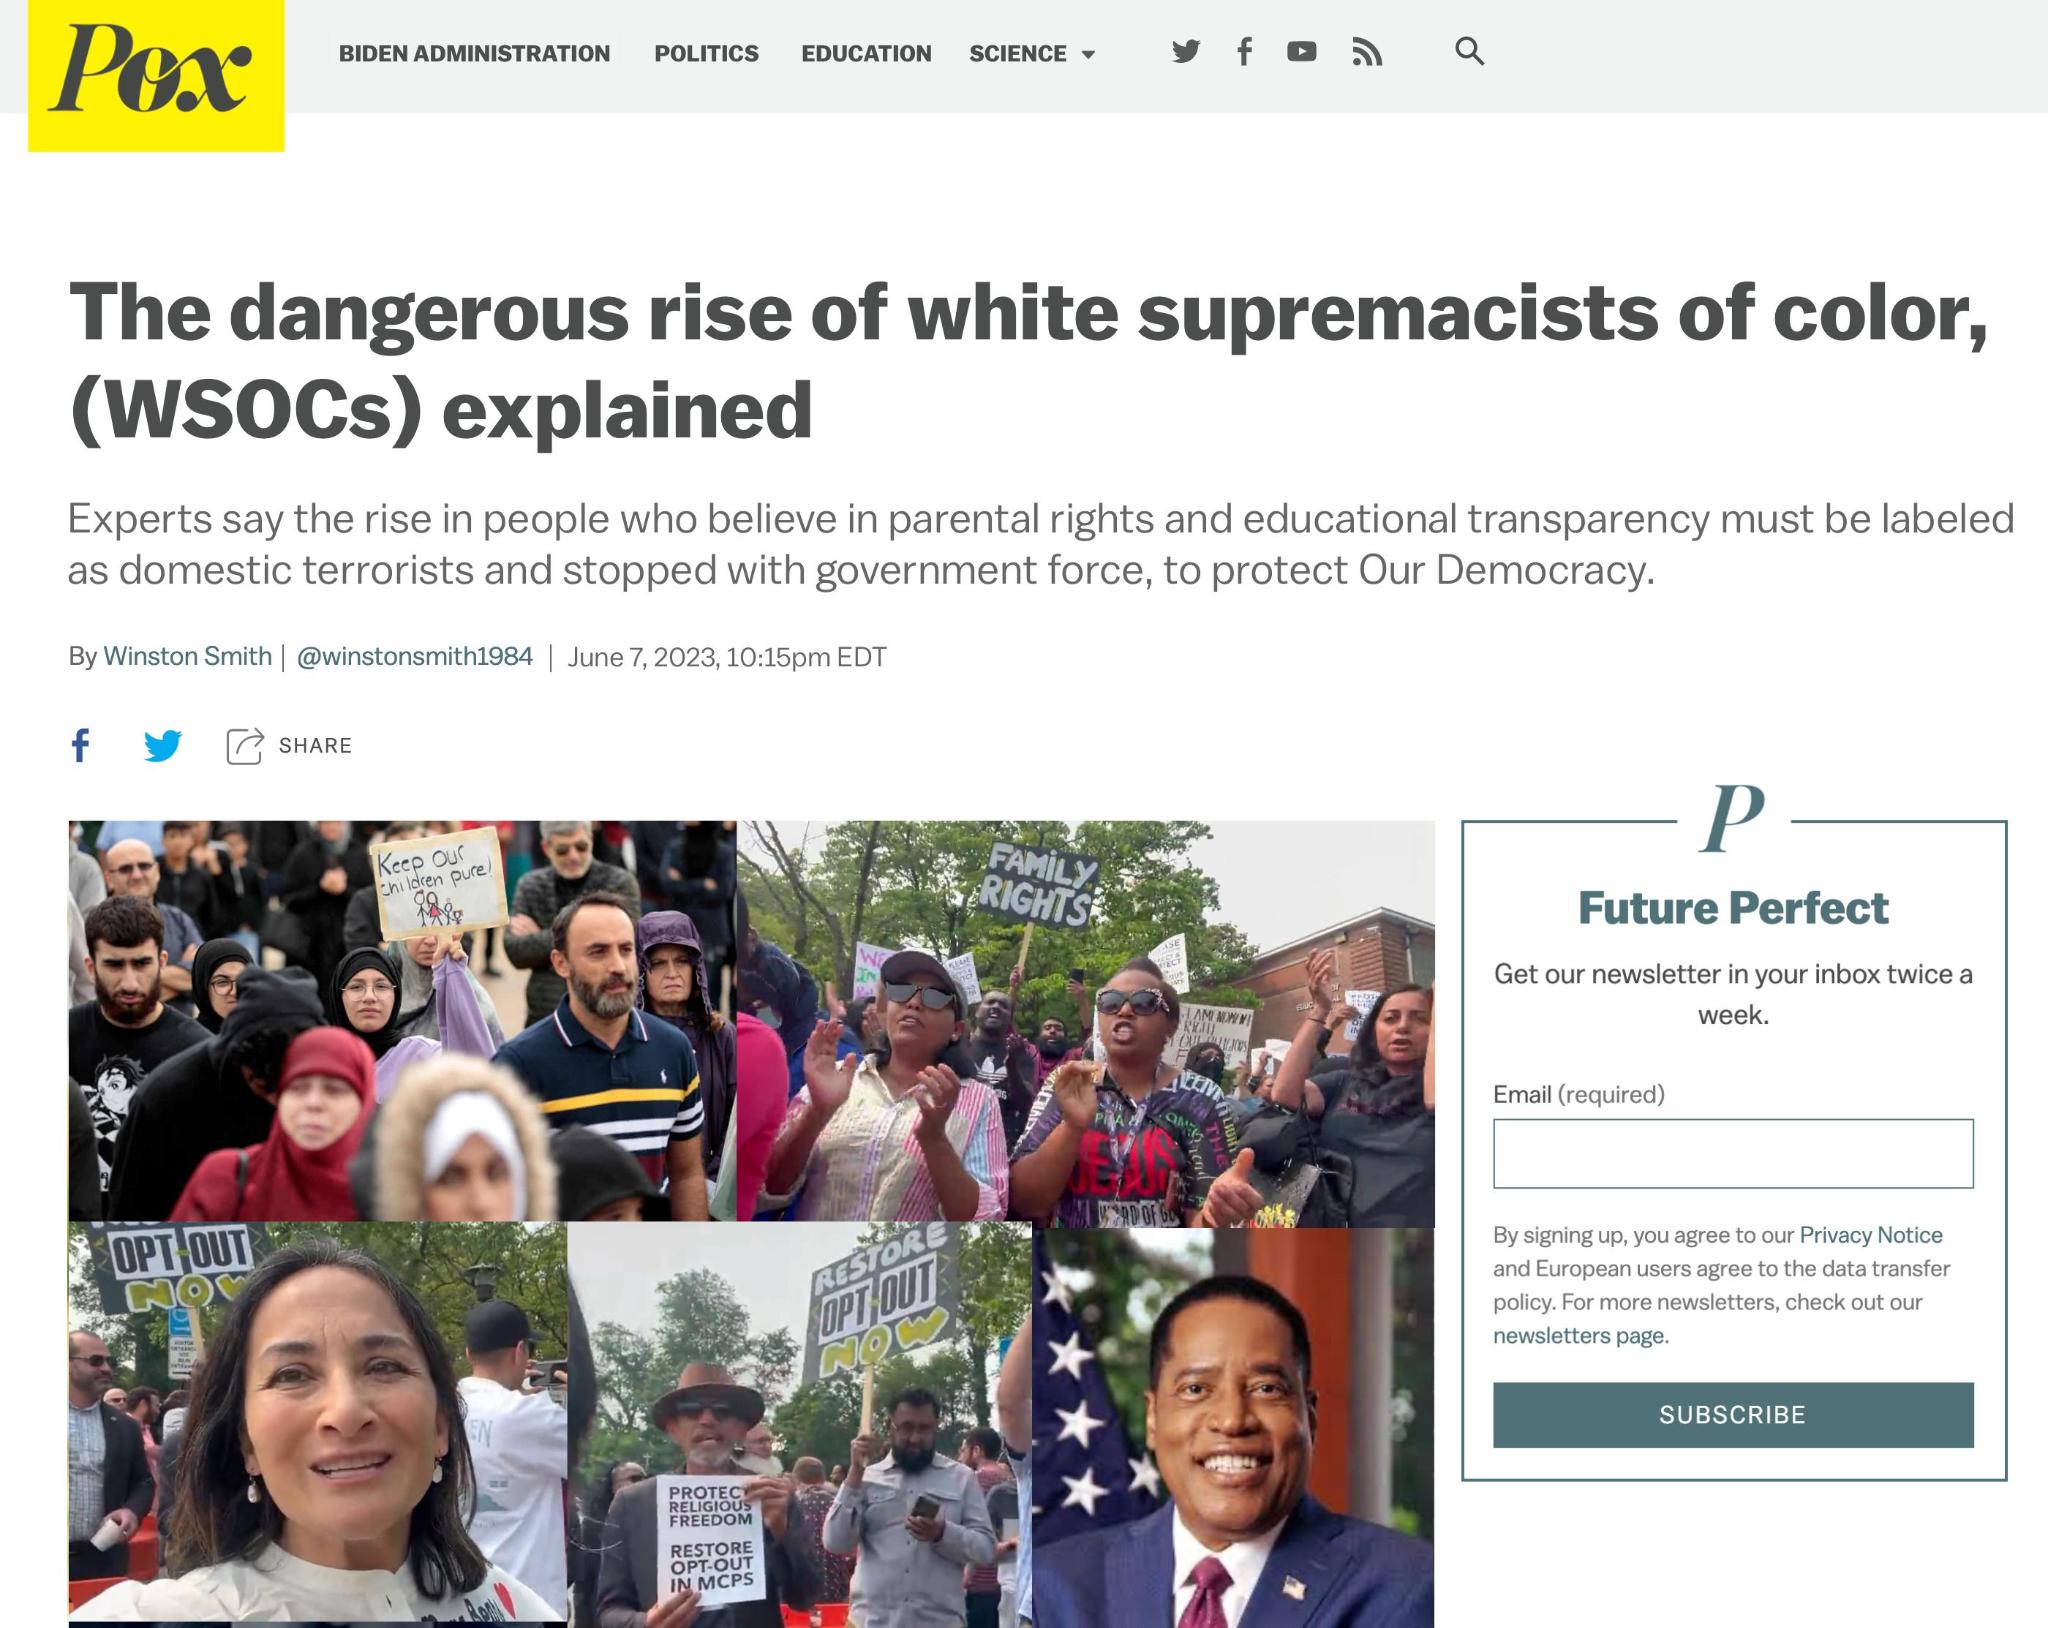 Pox
BIDEN ADMINISTRATION POLITICS EDUCATION SCIENCE
The dangerous rise of white supremacists of color,
(WSOCs) explained
Experts say the rise in people who believe in parental rights and educational transparency must be labeled
as domestic terrorists and stopped with government force, to protect Our Democracy.
By Winston Smith | @winstonsmith1984 | June 7, 2023, 10:15pm EDT
SHARE
Keep our
children pure!
FAMILY
RIGHTS
JESUS
OPT-OUT
NOW
RESTORE
OPT-OUT
NOW
PROTECT
RELIGIOUS
FREEDOM
RESTORE
OPT-OUT
IN MCPS
P
Future Perfect
Get our newsletter in your inbox twice a
week.
Email (required)
By signing up, you agree to our Privacy Notice
and European users agree to the data transfer
policy. For more newsletters, check out our
newsletters page.
SUBSCRIBE